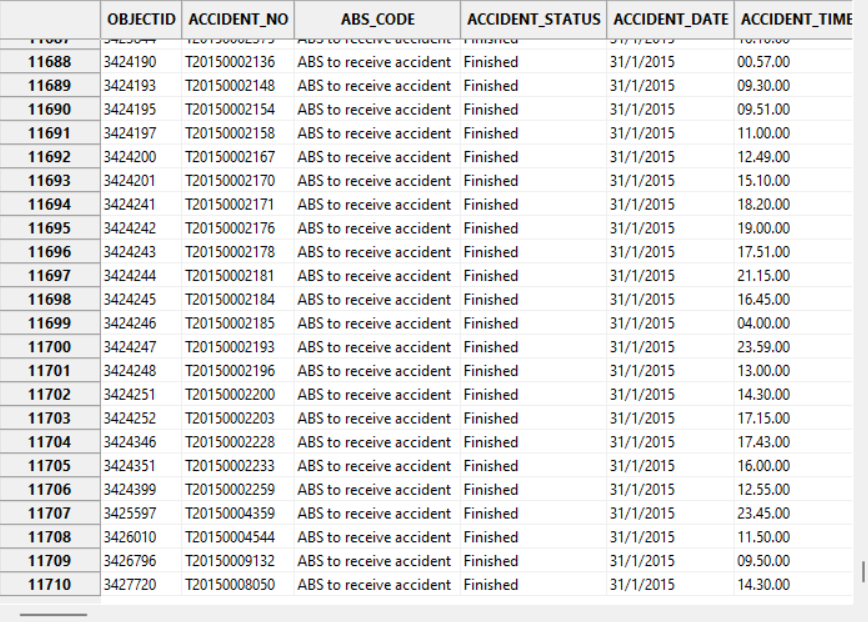 OBJECTID ACCIDENT_NO ABS_CODE ACCIDENT_STATUS ACCIDENT_DATE ACCIDENT_TIME
11688 3424190 T20150002136 ABS to receive accident Finished 31/1/2015 00.57.00
11689 3424193 T20150002148 ABS to receive accident Finished 31/1/2015 09.30.00
11690 3424195 T20150002154 ABS to receive accident Finished 31/1/2015 09.51.00
11691 3424197 T20150002158 ABS to receive accident Finished 31/1/2015 11.00.00
11692 3424200 T20150002167 ABS to receive accident Finished 31/1/2015 12.49.00
11693 3424201 T20150002170 ABS to receive accident Finished 31/1/2015 15.10.00
11694 3424241 T20150002171 ABS to receive accident Finished 31/1/2015 18.20.00
11695 3424242 T20150002176 ABS to receive accident Finished 31/1/2015 19.00.00
11696 3424243 T20150002178 ABS to receive accident Finished 31/1/2015 17.51.00
11697 3424244 T20150002181 ABS to receive accident Finished 31/1/2015 21.15.00
11698 3424245 T20150002184 ABS to receive accident Finished 31/1/2015 16.45.00
11699 3424246 T20150002185 ABS to receive accident Finished 31/1/2015 04.00.00
11700 3424247 T20150002193 ABS to receive accident Finished 31/1/2015 23.59.00
11701 3424248 T20150002196 ABS to receive accident Finished 31/1/2015 13.00.00
11702 3424251 T20150002200 ABS to receive accident Finished 31/1/2015 14.30.00
11703 3424252 T20150002203 ABS to receive accident Finished 31/1/2015 17.15.00
11704 3424346 T20150002228 ABS to receive accident Finished 31/1/2015 17.43.00
11705 3424351 T20150002233 ABS to receive accident Finished 31/1/2015 16.00.00
11706 3424399 T20150002259 ABS to receive accident Finished 31/1/2015 12.55.00
11707 3425597 T20150004359 ABS to receive accident Finished 31/1/2015 23.45.00
11708 3426010 T20150004544 ABS to receive accident Finished 31/1/2015 11.50.00
11709 3426796 T20150009132 ABS to receive accident Finished 31/1/2015 09.50.00
11710 3427720 T20150008050 ABS to receive accident Finished 31/1/2015 14.30.00